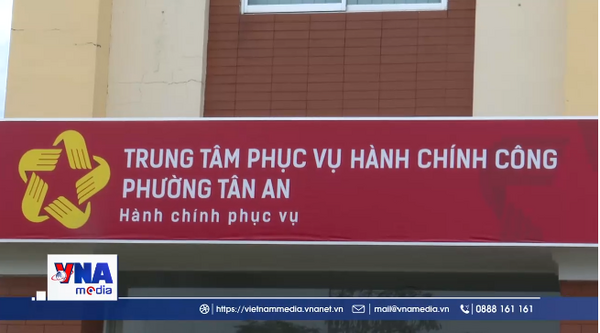 TRUNG TÂM PHỤC VỤ HÀNH CHÍNH CÔNG
PHƯỜNG TÂN AN
Hành chính phục vụ
VNA
media
https://vietnammedia.vnanet.vn/ mail@vnamedia.vn 0888 161 161